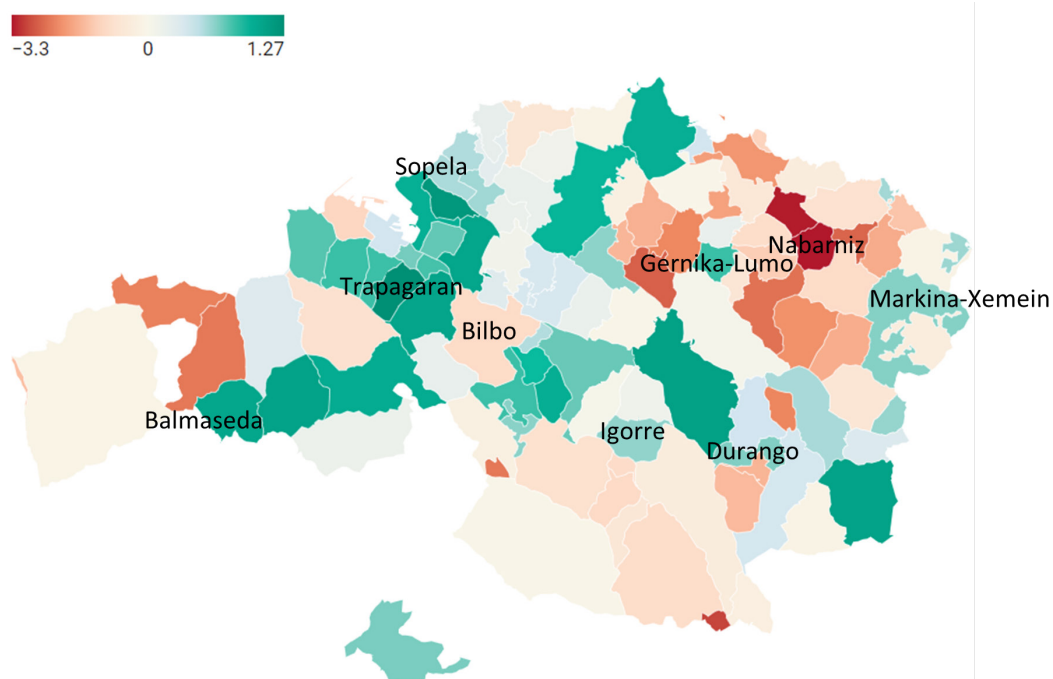 −3.3 0 1.27
Sopela
Nabarniz
Gernika-Lumo
Trapagaran
Markina-Xemein
Bilbo
Balmaseda
Igorre
Durango